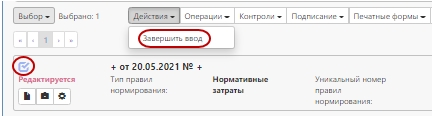 Выбор Выбрано: 1 Действия Операции Контроли Подписание Печатные формы
« ‹ 1 › »
Завершить ввод
+ от 20.05.2021 № +
Редактируется Тип правил нормирования: Нормативные затраты Уникальный номер правил нормирования: